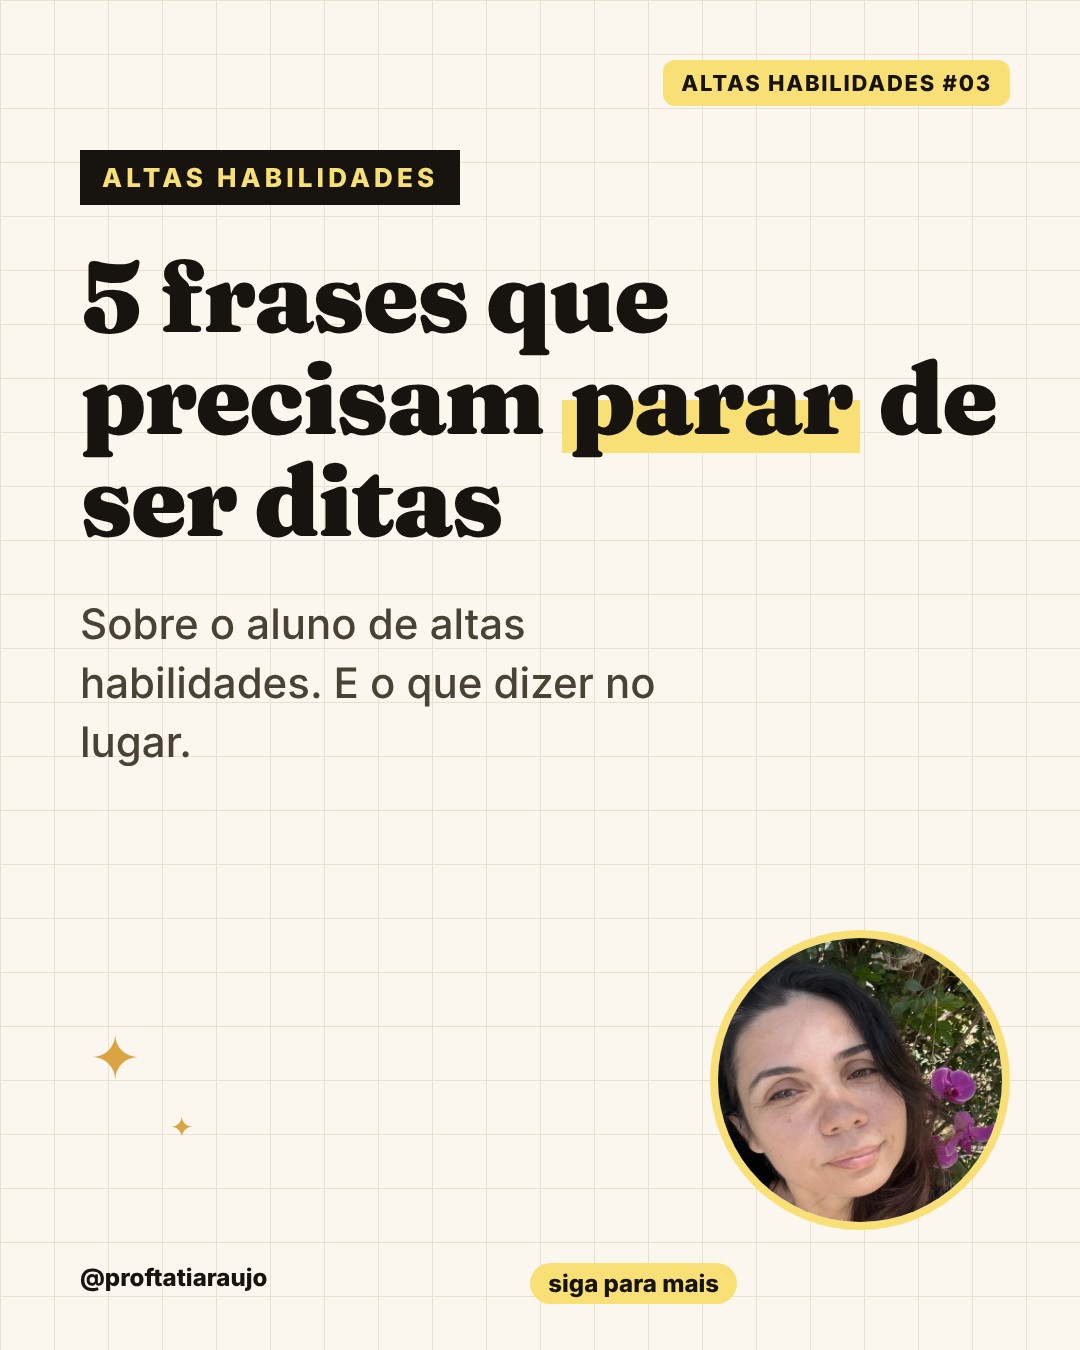 ALTAS HABILIDADES #03
ALTAS HABILIDADES
5 frases que
precisam parar de
ser ditas
Sobre o aluno de altas
habilidades. E o que dizer no
lugar.
@proftatiaraujo
siga para mais